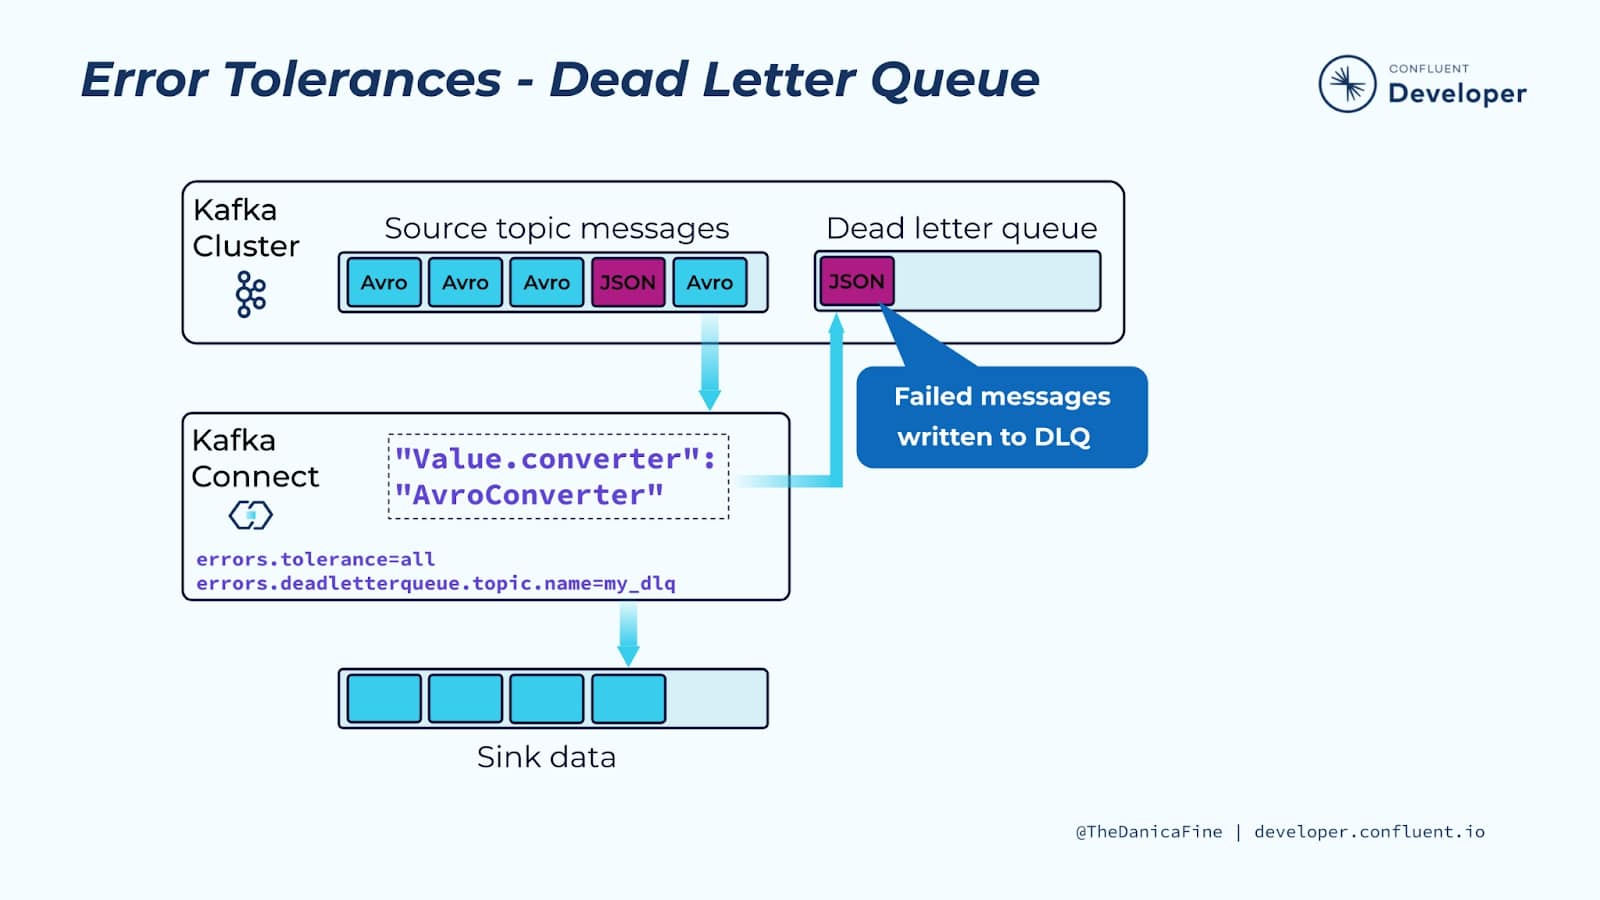 Error Tolerances - Dead Letter Queue
CONFLUENT
Developer
Kafka
Cluster
Source topic messages
Avro Avro Avro JSON Avro
Dead letter queue
JSON
Failed messages
written to DLQ
Kafka
Connect
"Value.converter":
"AvroConverter"
errors.tolerance=all
errors.deadletterqueue.topic.name=my_dlq
Sink data
@TheDanicaFine | developer.confluent.io